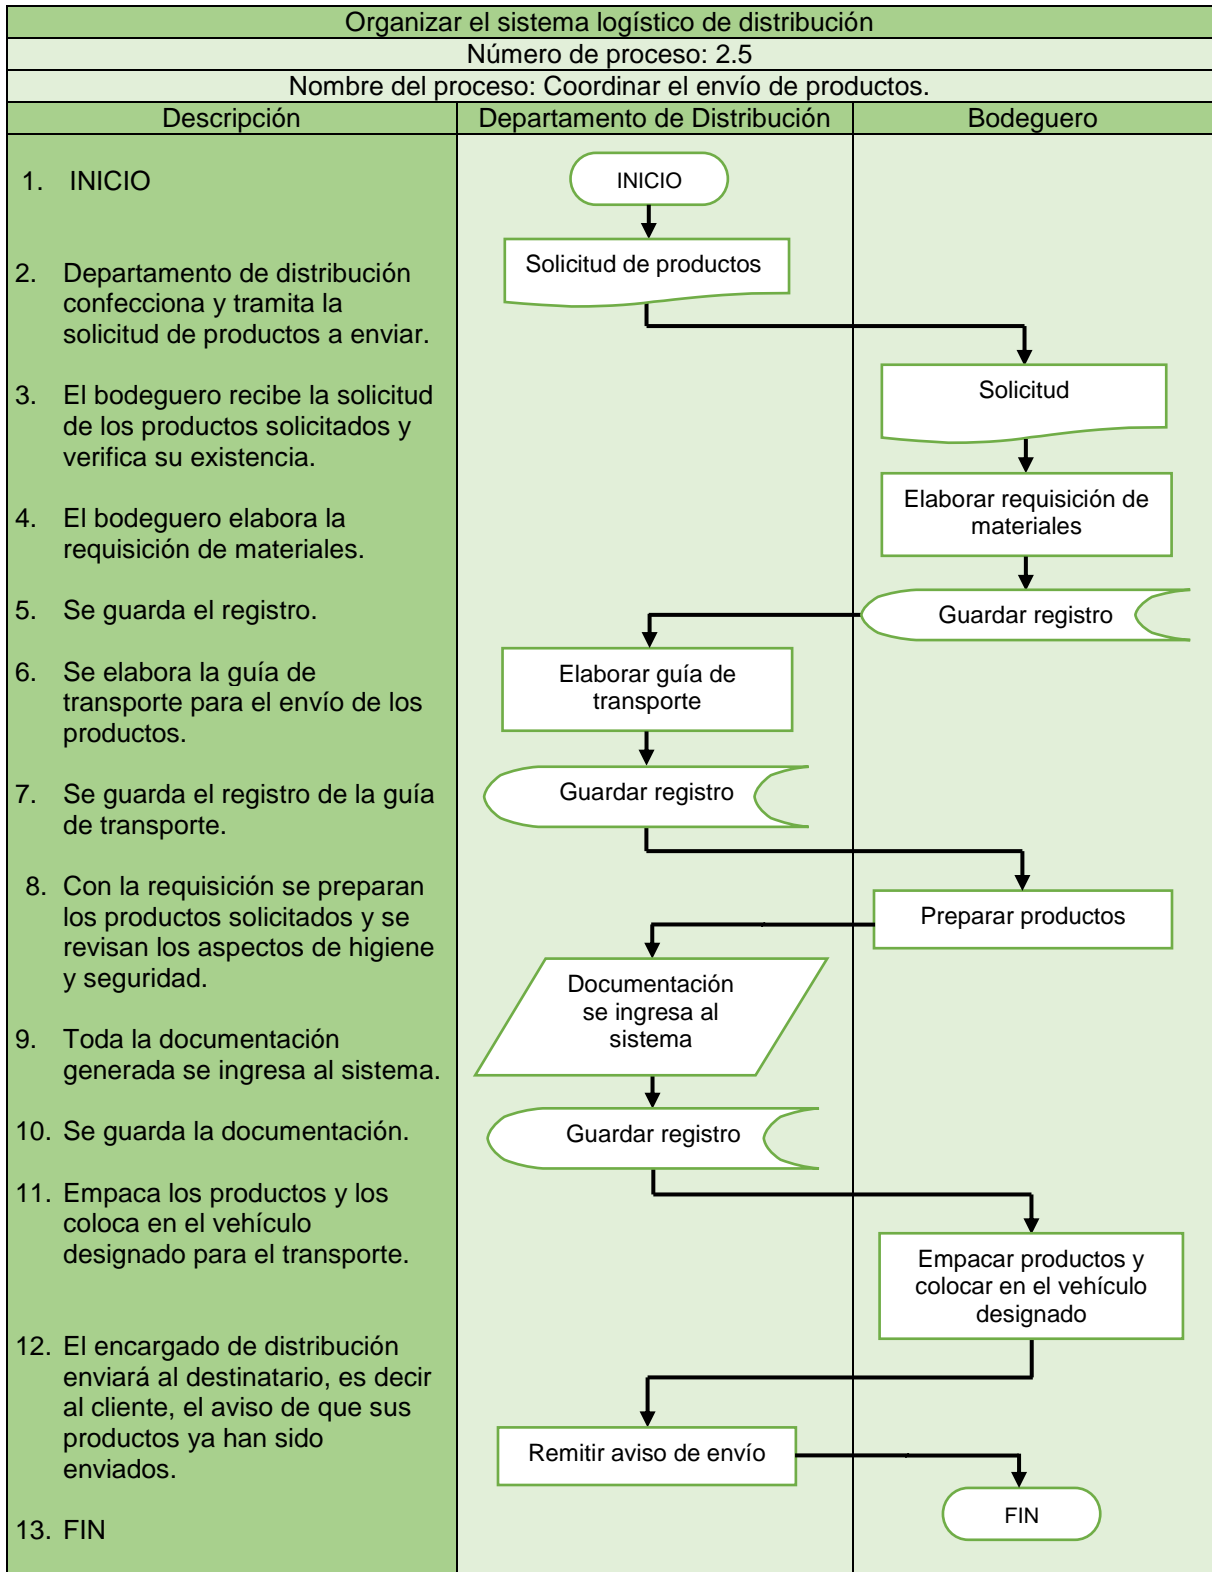 Organizar el sistema logístico de distribución
Número de proceso: 2.5
Nombre del proceso: Coordinar el envío de productos.
Descripción
Departamento de Distribución
Bodeguero
1. INICIO
2. Departamento de distribución
confecciona y tramita la
solicitud de productos a enviar.
3. El bodeguero recibe la solicitud
de los productos solicitados y
verifica su existencia.
4. El bodeguero elabora la
requisición de materiales.
5. Se guarda el registro.
6. Se elabora la guía de
transporte para el envío de los
productos.
7. Se guarda el registro de la guía
de transporte.
8. Con la requisición se preparan
los productos solicitados y se
revisan los aspectos de higiene
y seguridad.
9. Toda la documentación
generada se ingresa al sistema.
10. Se guarda la documentación.
11. Empaca los productos y los
coloca en el vehículo
designado para el transporte.
12. El encargado de distribución
enviará al destinatario, es decir
al cliente, el aviso de que sus
productos ya han sido
enviados.
13. FIN
INICIO
Solicitud de productos
Solicitud
Elaborar requisición de
materiales
Guardar registro
Elaborar guía de
transporte
Guardar registro
Preparar productos
Documentación
se ingresa al
sistema
Guardar registro
Empacar productos y
colocar en el vehículo
designado
Remitir aviso de envío
FIN